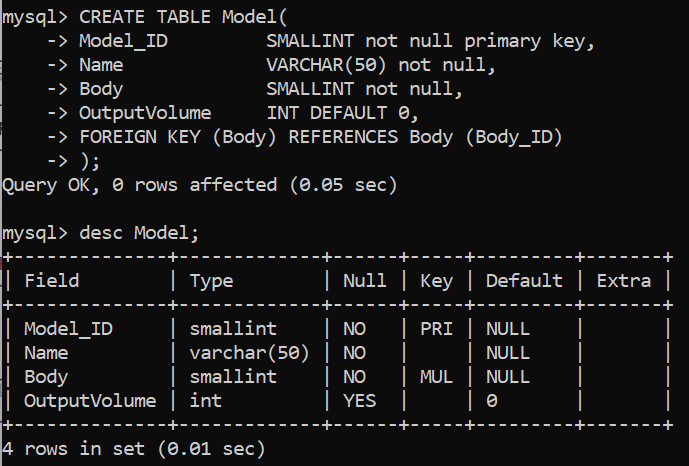 mysql> CREATE TABLE Model(
    -> Model_ID         SMALLINT not null primary key,
    -> Name             VARCHAR(50) not null,
    -> Body             SMALLINT not null,
    -> OutputVolume     INT DEFAULT 0,
    -> FOREIGN KEY (Body) REFERENCES Body (Body_ID)
    -> );
Query OK, 0 rows affected (0.05 sec)

mysql> desc Model;
+--------------+-------------+------+-----+---------+-------+
| Field        | Type        | Null | Key | Default | Extra |
+--------------+-------------+------+-----+---------+-------+
| Model_ID     | smallint    | NO   | PRI | NULL    |       |
| Name         | varchar(50) | NO   |     | NULL    |       |
| Body         | smallint    | NO   | MUL | NULL    |       |
| OutputVolume | int         | YES  |     | 0       |       |
+--------------+-------------+------+-----+---------+-------+
4 rows in set (0.01 sec)